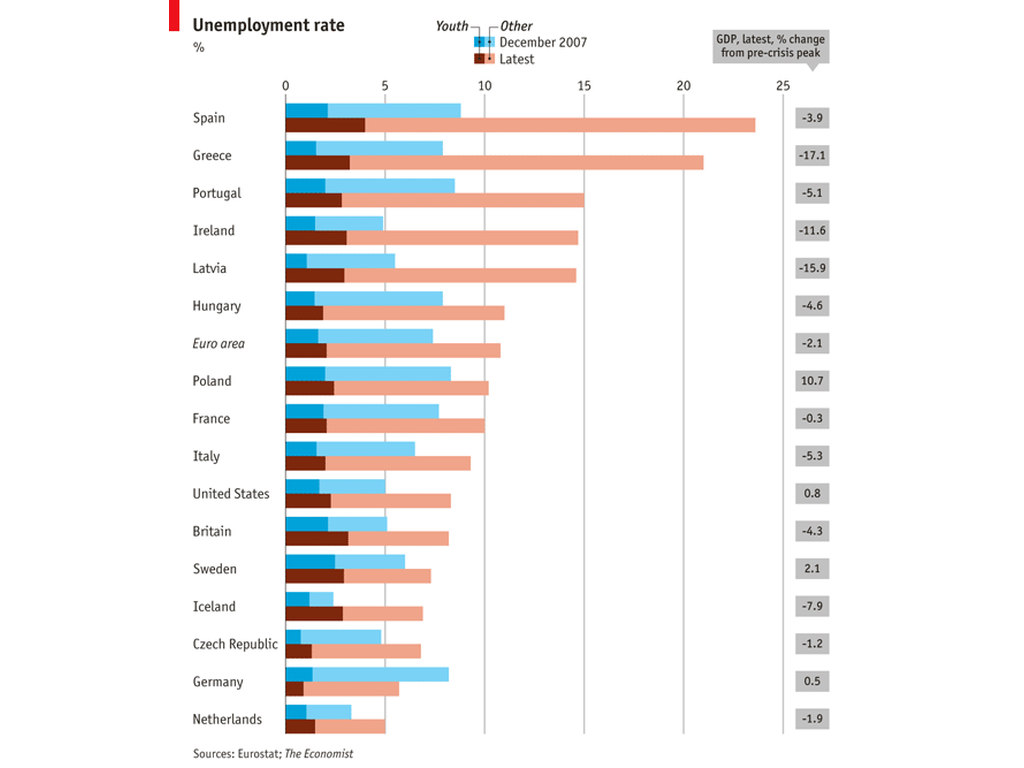 Unemployment rate
%
Youth Other
December 2007
Latest
GDP, latest, % change
from pre-crisis peak
0 5 10 15 20 25
Spain -3.9
Greece -17.1
Portugal -5.1
Ireland -11.6
Latvia -15.9
Hungary -4.6
Euro area -2.1
Poland 10.7
France -0.3
Italy -5.3
United States 0.8
Britain -4.3
Sweden 2.1
Iceland -7.9
Czech Republic -1.2
Germany 0.5
Netherlands -1.9
Sources: Eurostat; The Economist